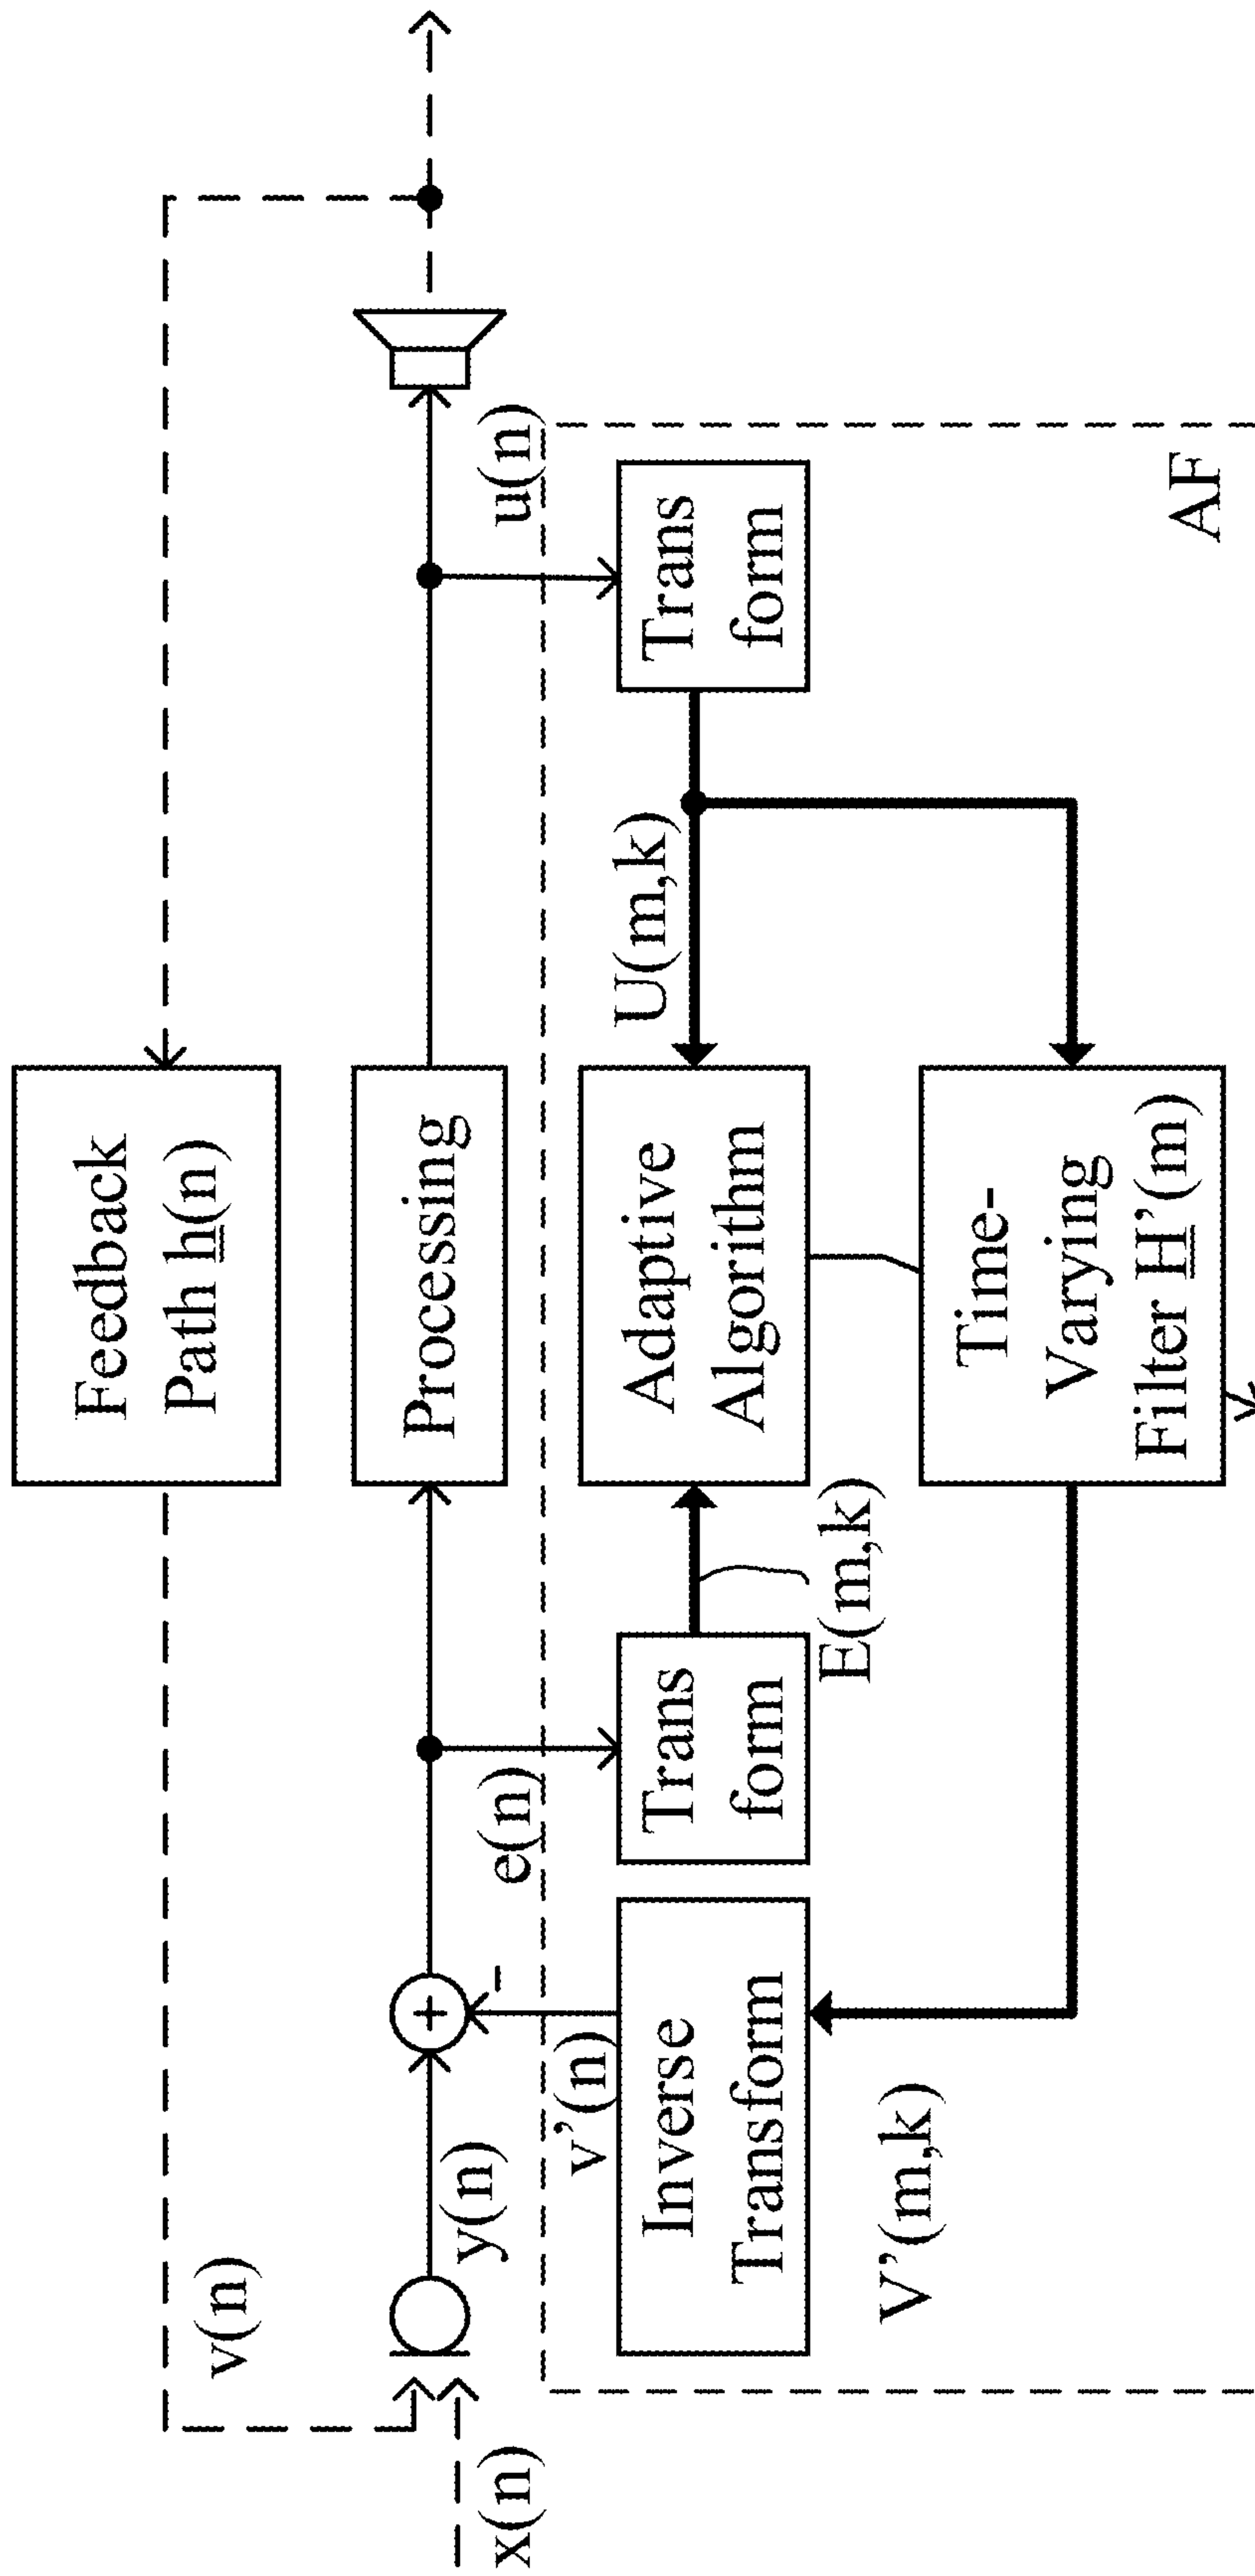 Feedback
Path h(n)
v(n)
x(n)
y(n)
+
-
e(n)
Processing
u(n)
v'(n)
Inverse
Transform
Trans
form
E(m,k)
Adaptive
Algorithm
U(m,k)
Trans
form
V'(m,k)
Time-
Varying
Filter H'(m)
AF